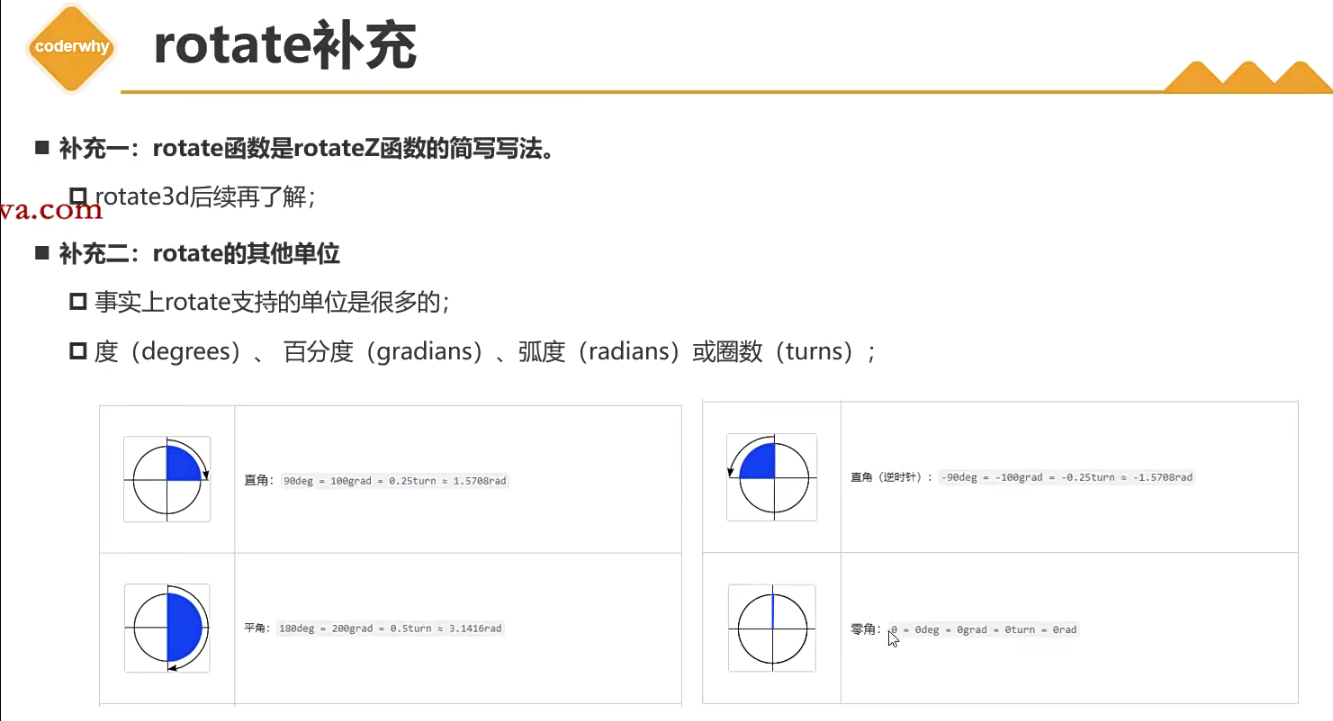 coderwhy
rotate补充
补充一：rotate函数是rotateZ函数的简写写法。
rotate3d后续再了解；
va.com
补充二：rotate的其他单位
事实上rotate支持的单位是很多的；
度（degrees）、 百分度（gradians）、弧度（radians）或圈数（turns）；
直角： 90deg = 100grad = 0.25turn ≈ 1.5708rad
直角（逆时针）： -90deg = -100grad = -0.25turn ≈ -1.5708rad
平角： 180deg = 200grad = 0.5turn ≈ 3.1416rad
零角： 0 = 0deg = 0grad = 0turn = 0rad